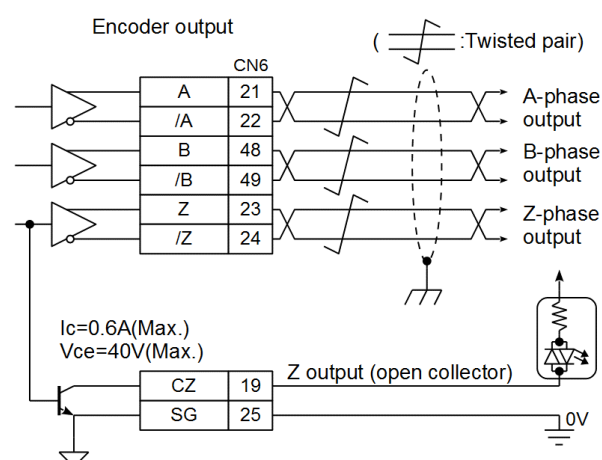 Encoder output
( :Twisted pair)
CN6
A 21
/A 22
A-phase
output
B 48
/B 49
B-phase
output
Z 23
/Z 24
Z-phase
output
Ic=0.6A(Max.)
Vce=40V(Max.)
CZ 19 Z output (open collector)
SG 25 0V